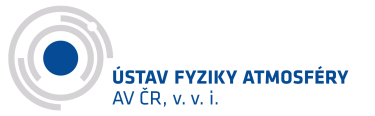 ÚSTAV FYZIKY ATMOSFÉRY
AV ČR, v. v. i.